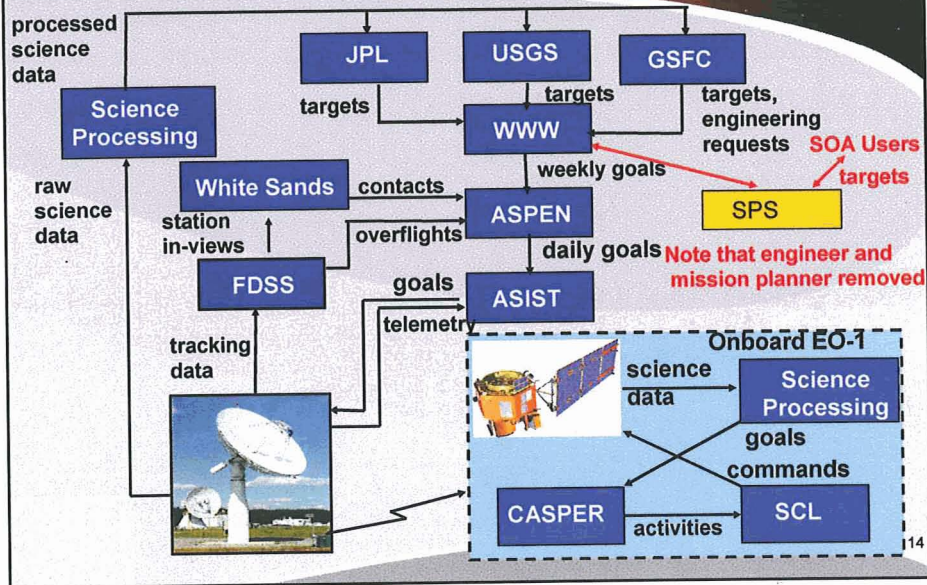 processed
science
data
JPL
USGS
GSFC
Science
Processing
targets
targets
targets,
engineering
requests
WWW
SOA Users
targets
raw
science
data
White Sands
contacts
weekly goals
SPS
station
in-views
overflights
ASPEN
daily goals
Note that engineer and
mission planner removed
FDSS
goals
telemetry
ASIST
tracking
data
Onboard EO-1
science
data
Science
Processing
goals
commands
CASPER
activities
SCL
14